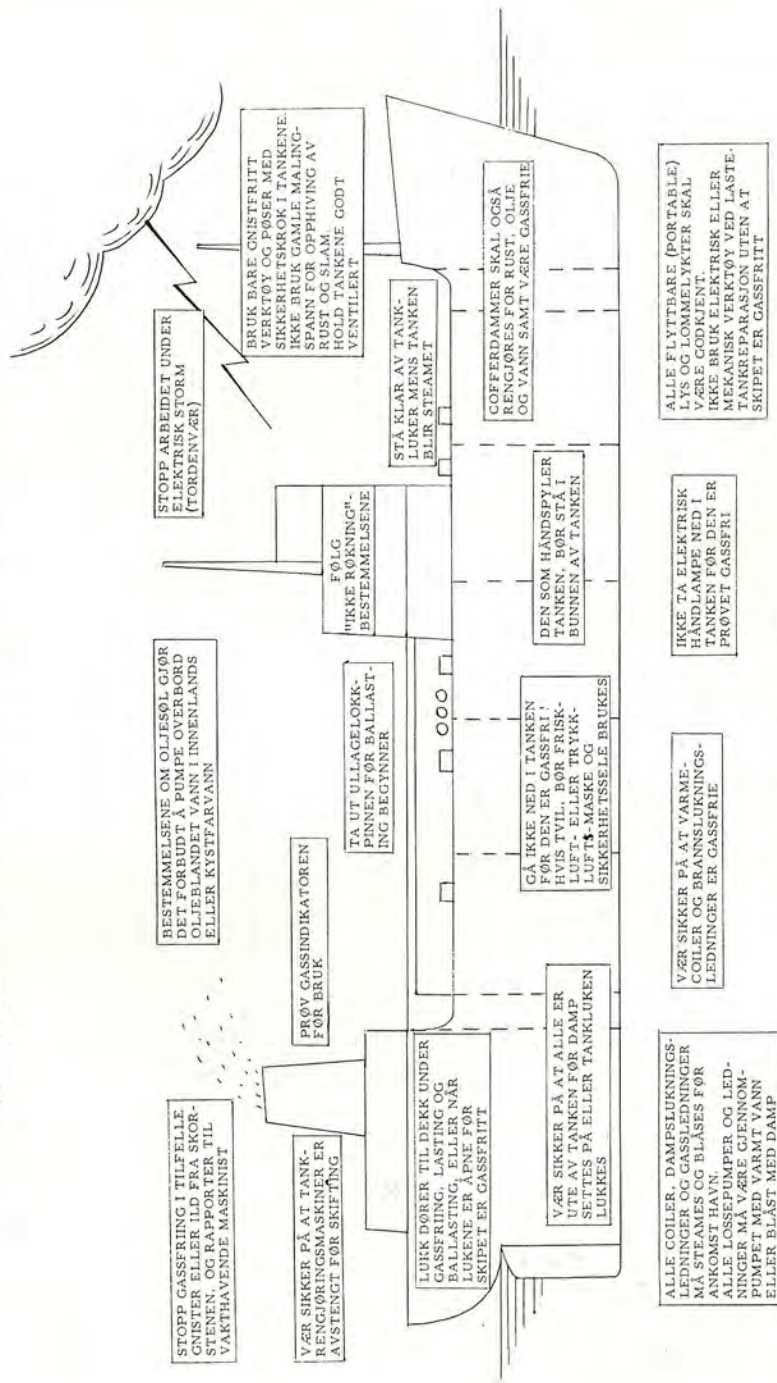 STOPP GASSFRIING I TILFELLE
GNISTER ELLER ILD FRA SKOR-
STENEN, OG RAPPORTER TIL
VAKTHAVENDE MASKINIST
BESTEMMELSENE OM OLJESØL GJØR
DET FORBUDT Å PUMPE OVERBORD
OLJEBLANDET VANN I INNENLANDS
ELLER KYSTFARVANN
STOPP ARBEIDET UNDER
ELEKTRISK STORM
(TORDENVÆR)
VÆR SIKKER PÅ AT TANK-
RENGJØRINGSMASKINER ER
AVSTENGT FØR SKIFTING
PRØV GASSINDIKATOREN
FØR BRUK
TA UT ULLAGELOKK-
PINNEN FØR BALLAST-
ING BEGYNNER
FØLG
"IKKE RØKNING"-
BESTEMMELSENE
BRUK BARE GNISTFRITT
VERKTØY OG PØSER MED
SIKKERHETSKROK I TANKENE.
IKKE BRUK GAMLE MALING-
SPANN FOR OPPHIVING AV
RUST OG SLAM.
HOLD TANKENE GODT
VENTILERT
STÅ KLAR AV TANK-
LUKER MENS TANKEN
BLIR STEAMET
LUKK DØRER TIL DEKK UNDER
GASSFRIING, LASTING OG
BALLASTING, ELLER NÅR
LUKENE ER ÅPNE FØR
SKIPET ER GASSFRITT
VÆR SIKKER PÅ AT ALLE ER
UTE AV TANKEN FØR DAMP
SETTES PÅ ELLER TANKLUKEN
LUKKES
GÅ IKKE NED I TANKEN
FØR DEN ER GASSFRI !
HVIS TVIL, BØR FRISK-
LUFT- ELLER TRYKK-
LUFTS-MASKE OG
SIKKERHETSSELE BRUKES
DEN SOM HÅNDSPYLER
TANKEN, BØR STÅ I
BUNNEN AV TANKEN
COFFERDAMMER SKAL OGSÅ
RENGJØRES FOR RUST, OLJE
OG VANN SAMT VÆRE GASSFRIE
ALLE COILER, DAMPSLUKNINGS-
LEDNINGER OG GASSLEDNINGER
MÅ STEAMES OG BLÅSES FØR
ANKOMST HAVN.
ALLE LOSSEPUMPER OG LED-
NINGER MÅ VÆRE GJENNOM-
PUMPET MED VARMT VANN
ELLER BLÅST MED DAMP
VÆR SIKKER PÅ AT VARME-
COILER OG BRANNSLUKNINGS-
LEDNINGER ER GASSFRIE
IKKE TA ELEKTRISK
HÅNDLAMPE NED I
TANKEN FØR DEN ER
PRØVET GASSFRI
ALLE FLYTTBARE (PORTABLE)
LYS OG LOMMELYKTER SKAL
VÆRE GODKJENT.
IKKE BRUK ELEKTRISK ELLER
MEKANISK VERKTØY VED LASTE-
TANKREPARASJON UTEN AT
SKIPET ER GASSFRITT